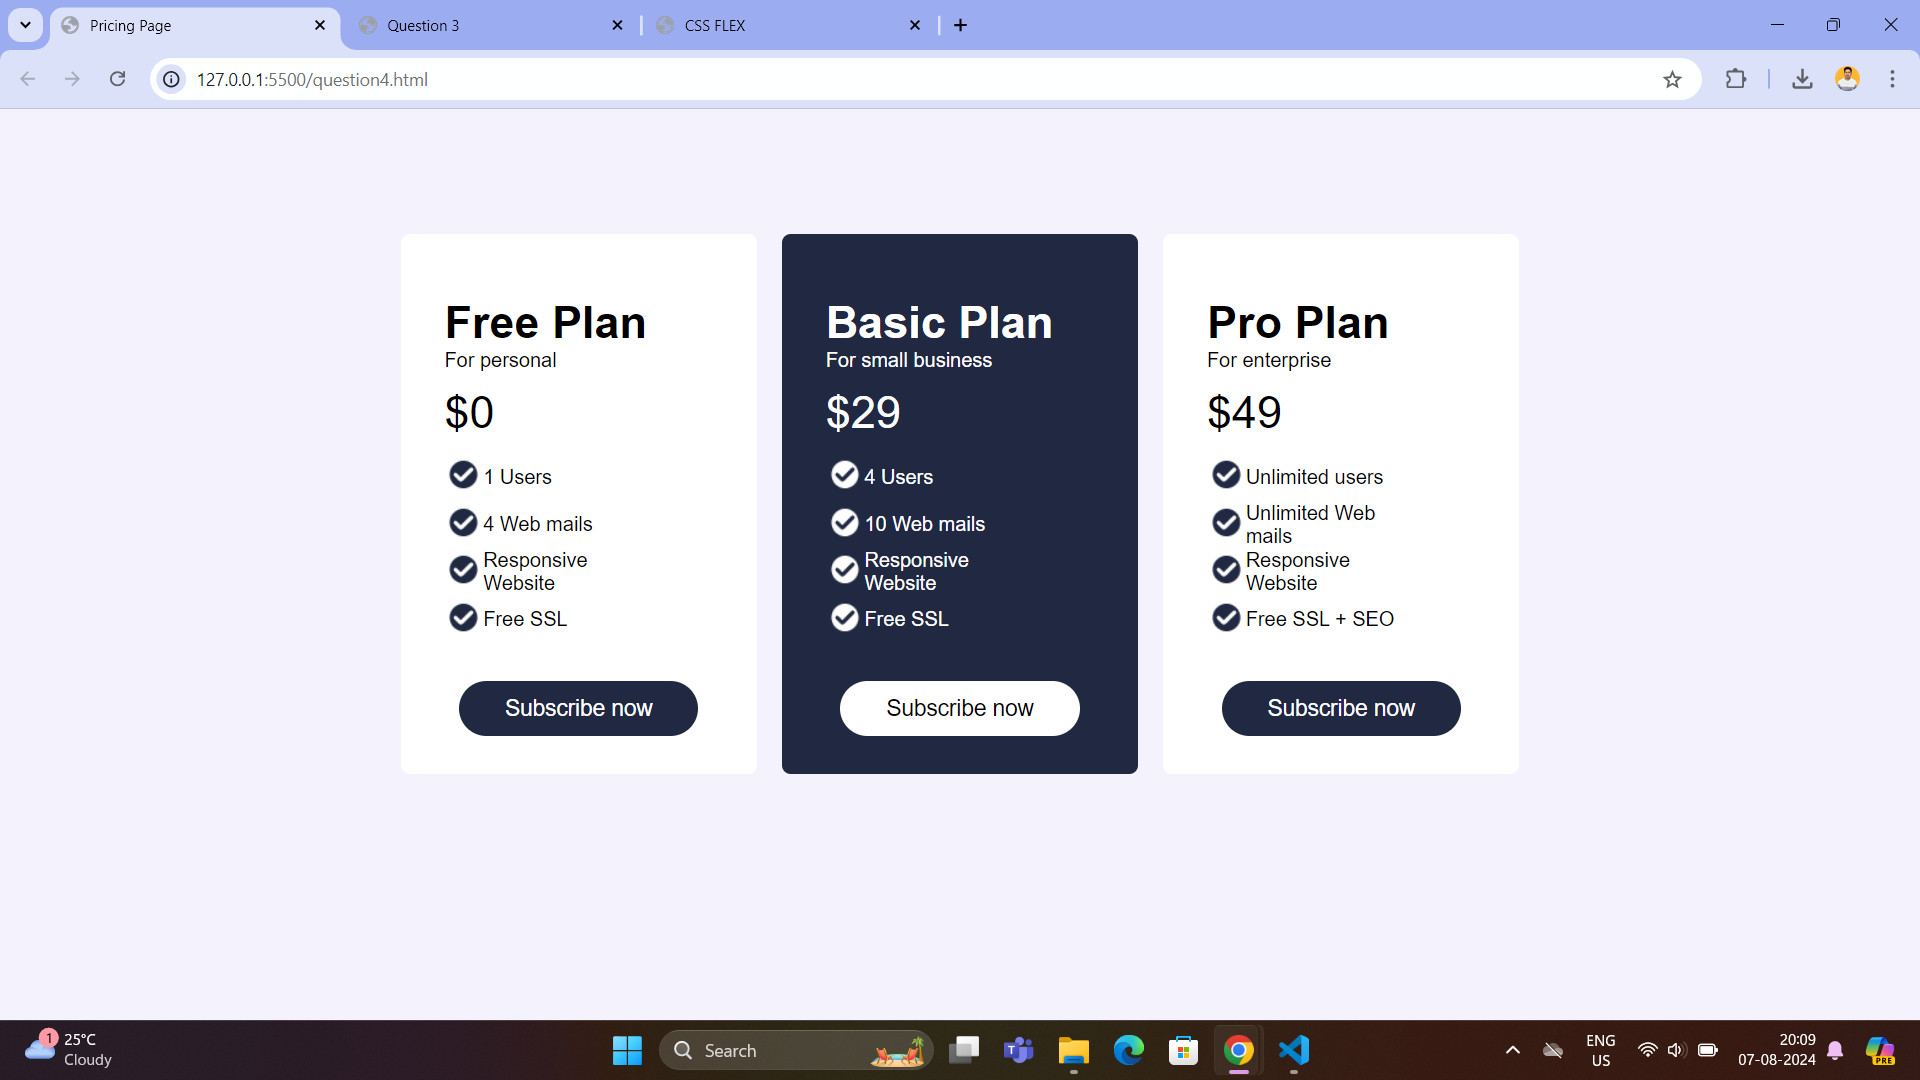 Pricing Page
Question 3
CSS FLEX
127.0.0.1:5500/question4.html
Free Plan
For personal
$0
1 Users
4 Web mails
Responsive
Website
Free SSL
Subscribe now
Basic Plan
For small business
$29
4 Users
10 Web mails
Responsive
Website
Free SSL
Subscribe now
Pro Plan
For enterprise
$49
Unlimited users
Unlimited Web
mails
Responsive
Website
Free SSL + SEO
Subscribe now
1
25°C
Cloudy
Search
ENG
US
20:09
07-08-2024
PRE